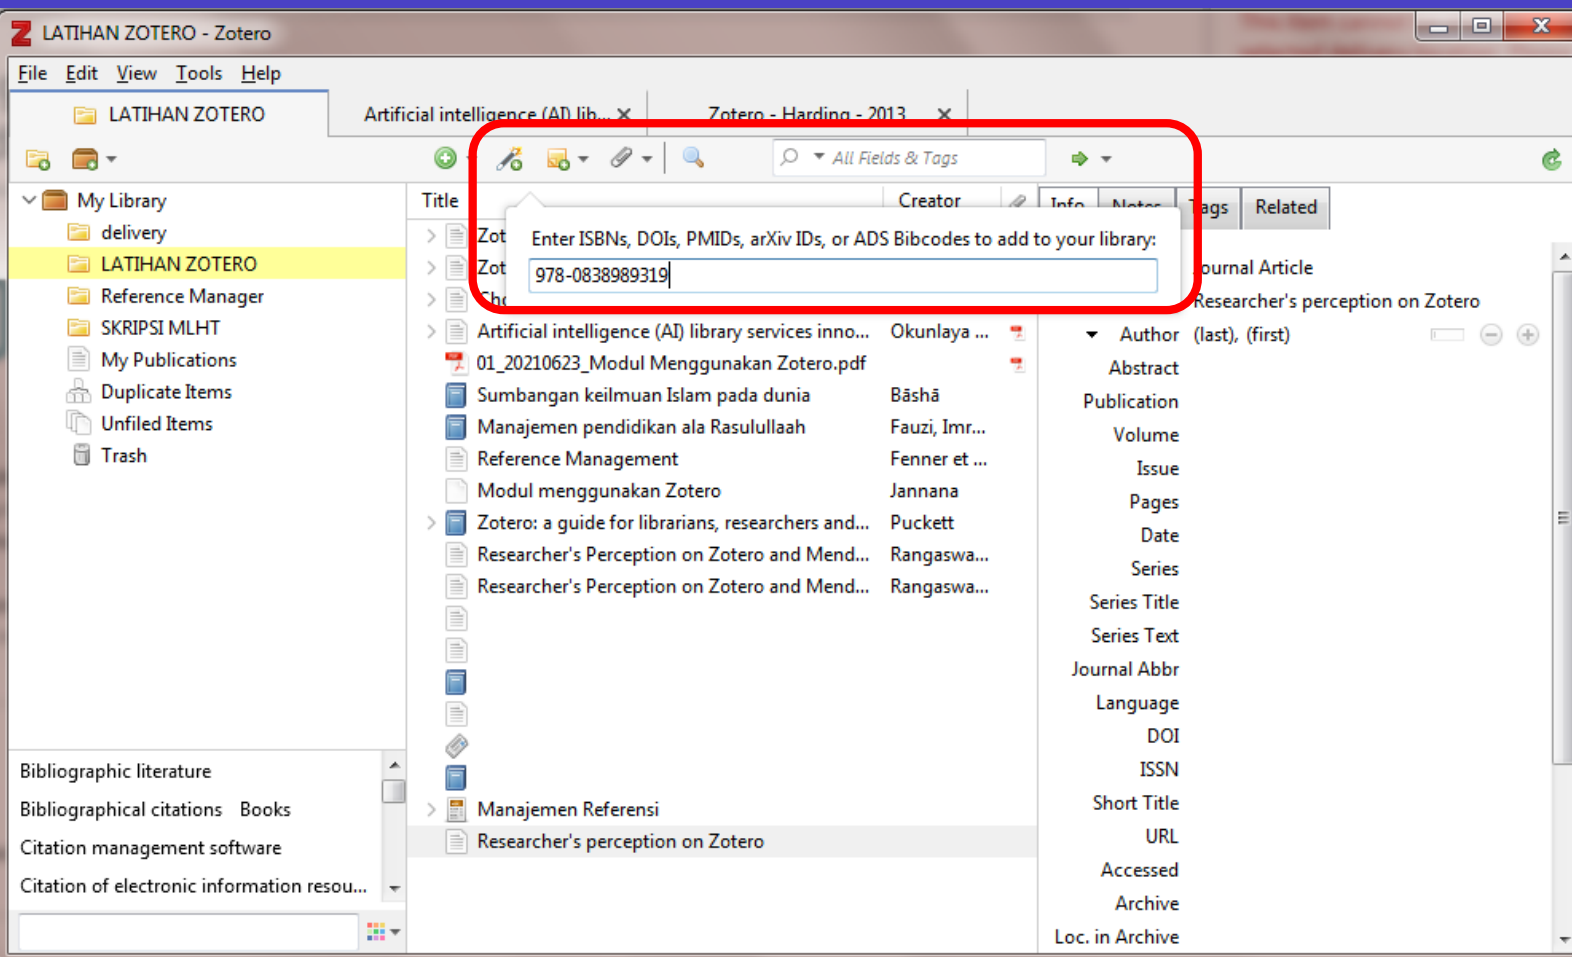 LATIHAN ZOTERO - Zotero
File Edit View Tools Help
LATIHAN ZOTERO
Artificial intelligence (AI) lib...
Zotero - Harding - 2013
All Fields & Tags
My Library
delivery
LATIHAN ZOTERO
Reference Manager
SKRIPSI MLHT
My Publications
Duplicate Items
Unfiled Items
Trash
Bibliographic literature
Bibliographical citations Books
Citation management software
Citation of electronic information resou...
Title Creator
Zot
Zot
Enter ISBNs, DOIs, PMIDs, arXiv IDs, or ADS Bibcodes to add to your library:
978-0838989319
Artificial intelligence (AI) library services inno... Okunlaya ...
01_20210623_Modul Menggunakan Zotero.pdf
Sumbangan keilmuan Islam pada dunia Bāshā
Manajemen pendidikan ala Rasulullaah Fauzi, Imr...
Reference Management Fenner et ...
Modul menggunakan Zotero Jannana
Zotero: a guide for librarians, researchers and... Puckett
Researcher's Perception on Zotero and Mend... Rangaswa...
Researcher's Perception on Zotero and Mend... Rangaswa...
Manajemen Referensi
Researcher's perception on Zotero
Info Notes Tags Related
Journal Article
Researcher's perception on Zotero
Author (last), (first)
Abstract
Publication
Volume
Issue
Pages
Date
Series
Series Title
Series Text
Journal Abbr
Language
DOI
ISSN
Short Title
URL
Accessed
Archive
Loc. in Archive